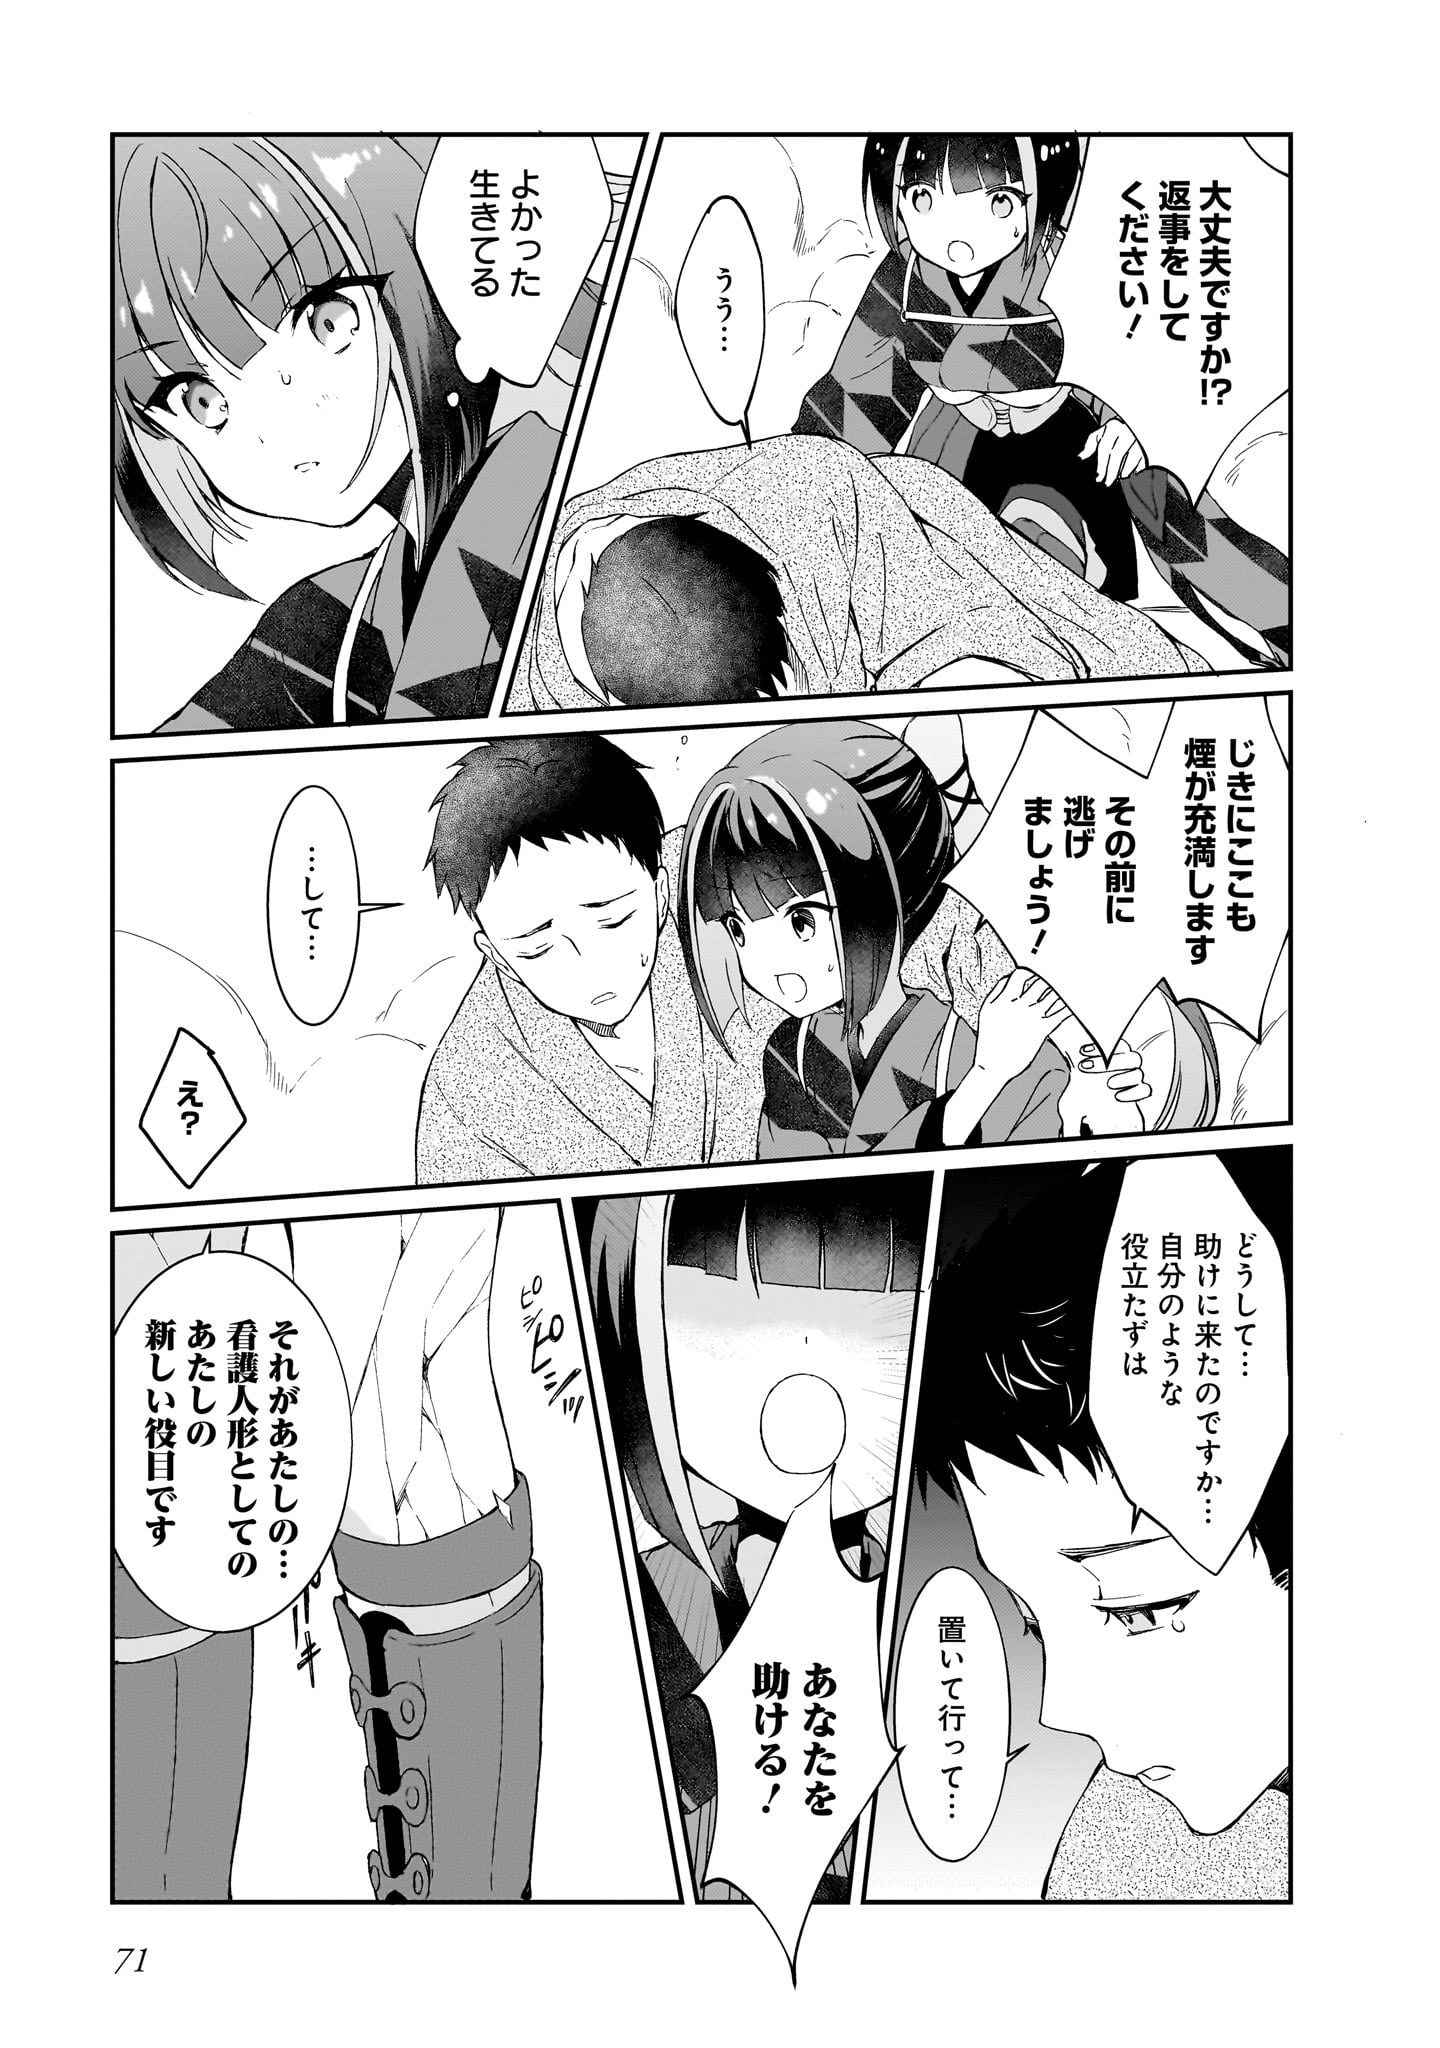 大丈夫ですか!?
返事をして
ください!
うう…
よかった
生きてる
じきにここも
煙が充満します
その前に
逃げ
ましょう!
…して…
え?
どうして…
助けに来たのですか…
自分のような
役立たずは
置いて行って…
あなたを
助ける!
ピピ
ピシ
ピシ
それがあたしの…
看護人形としての
あたしの
新しい役目です
71